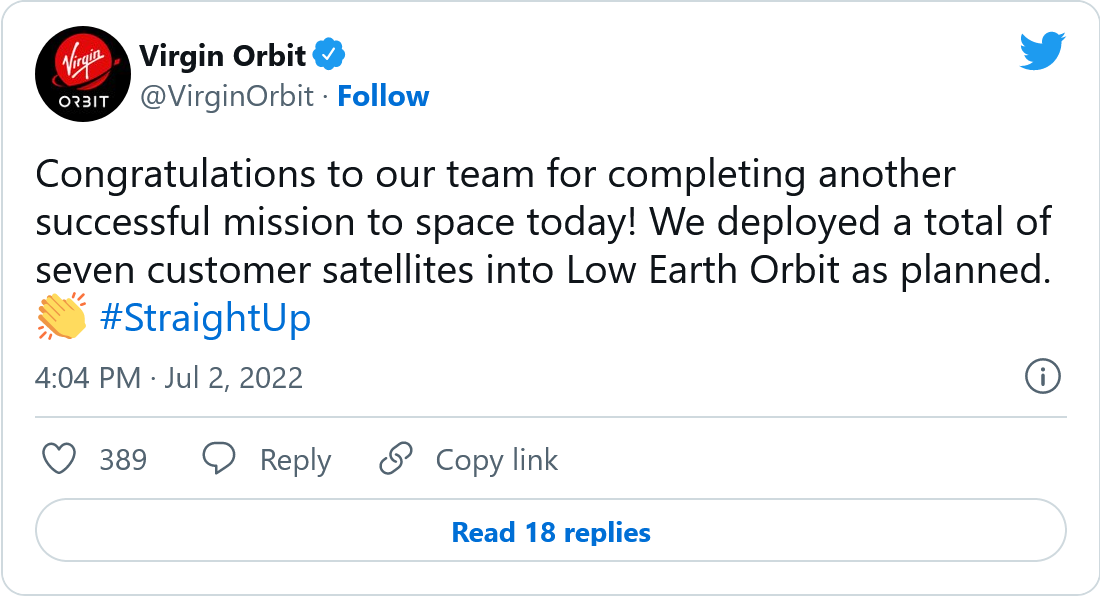 Virgin
ORBIT
Virgin Orbit
@VirginOrbit · Follow
Congratulations to our team for completing another
successful mission to space today! We deployed a total of
seven customer satellites into Low Earth Orbit as planned.
👏 #StraightUp
4:04 PM · Jul 2, 2022
389 Reply Copy link
Read 18 replies